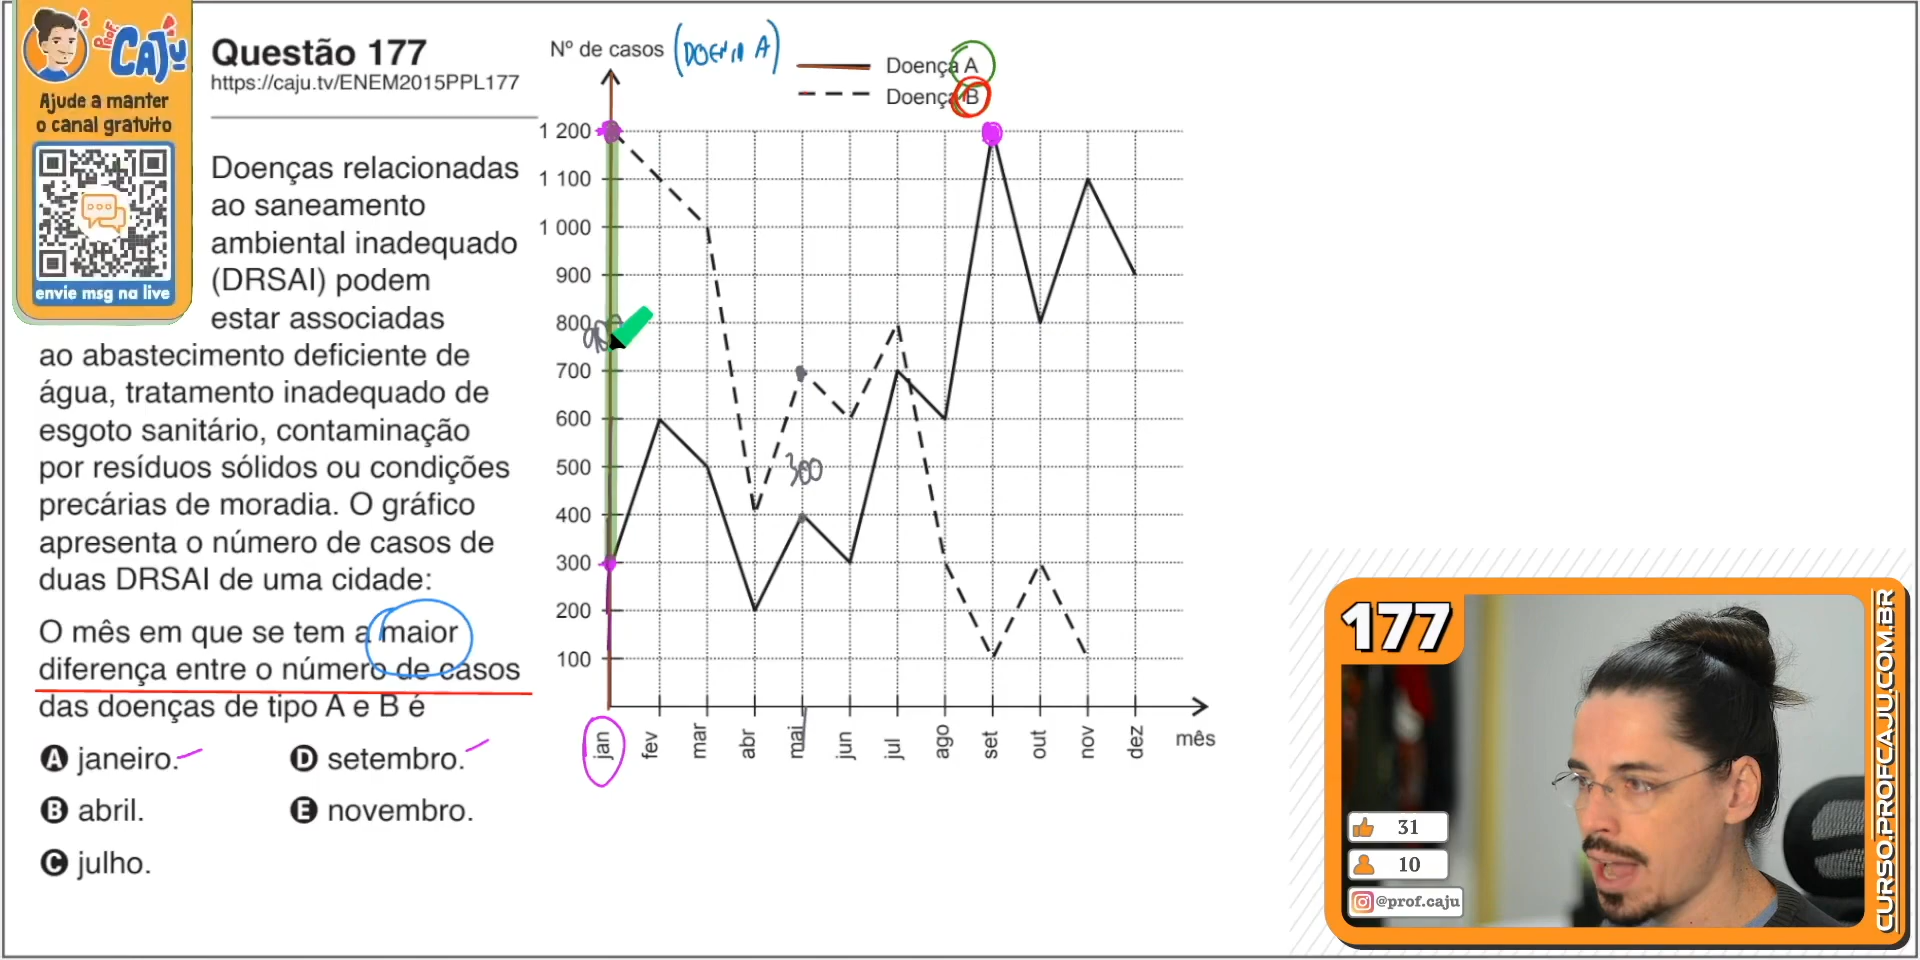 Prof.
CAJU
Ajude a manter
o canal gratuito
envie msg na live
Questão 177
https://caju.tv/ENEM2015PPL177
Doenças relacionadas
ao saneamento
ambiental inadequado
(DRSAI) podem
estar associadas
ao abastecimento deficiente de
água, tratamento inadequado de
esgoto sanitário, contaminação
por resíduos sólidos ou condições
precárias de moradia. O gráfico
apresenta o número de casos de
duas DRSAI de uma cidade:
O mês em que se tem a maior
diferença entre o número de casos
das doenças de tipo A e B é
A janeiro.
B abril.
C julho.
D setembro.
E novembro.
Nº de casos (DOENÇA A)
Doença A
Doença B
1 200
1 100
1 000
900
800
700
600
500
400
300
200
100
900
300
jan fev mar abr mai jun jul ago set out nov dez mês
177
31
10
@prof.caju
CURSO.PROFCAJU.COM.BR